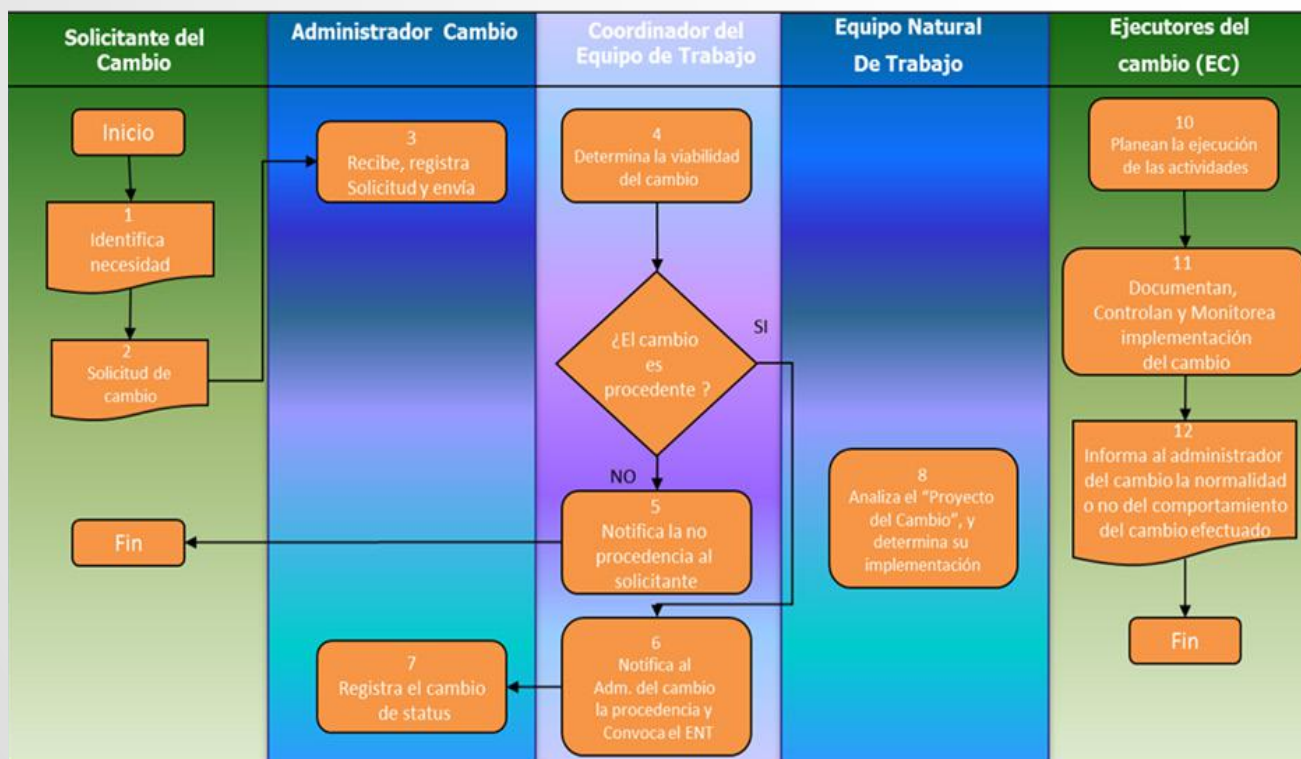 Solicitante del
Cambio
Administrador Cambio
Coordinador del
Equipo de Trabajo
Equipo Natural
De Trabajo
Ejecutores del
cambio (EC)
Inicio
1
Identifica
necesidad
2
Solicitud de
cambio
Fin
3
Recibe, registra
Solicitud y envía
7
Registra el cambio
de status
4
Determina la viabilidad
del cambio
¿El cambio
es
procedente ?
SI
NO
5
Notifica la no
procedencia al
solicitante
6
Notifica al
Adm. del cambio
la procedencia y
Convoca el ENT
8
Analiza el “Proyecto
del Cambio”, y
determina su
implementación
10
Planean la ejecución
de las actividades
11
Documentan,
Controlan y Monitorea
implementación
del cambio
12
Informa al administrador
del cambio la normalidad
o no del comportamiento
del cambio efectuado
Fin